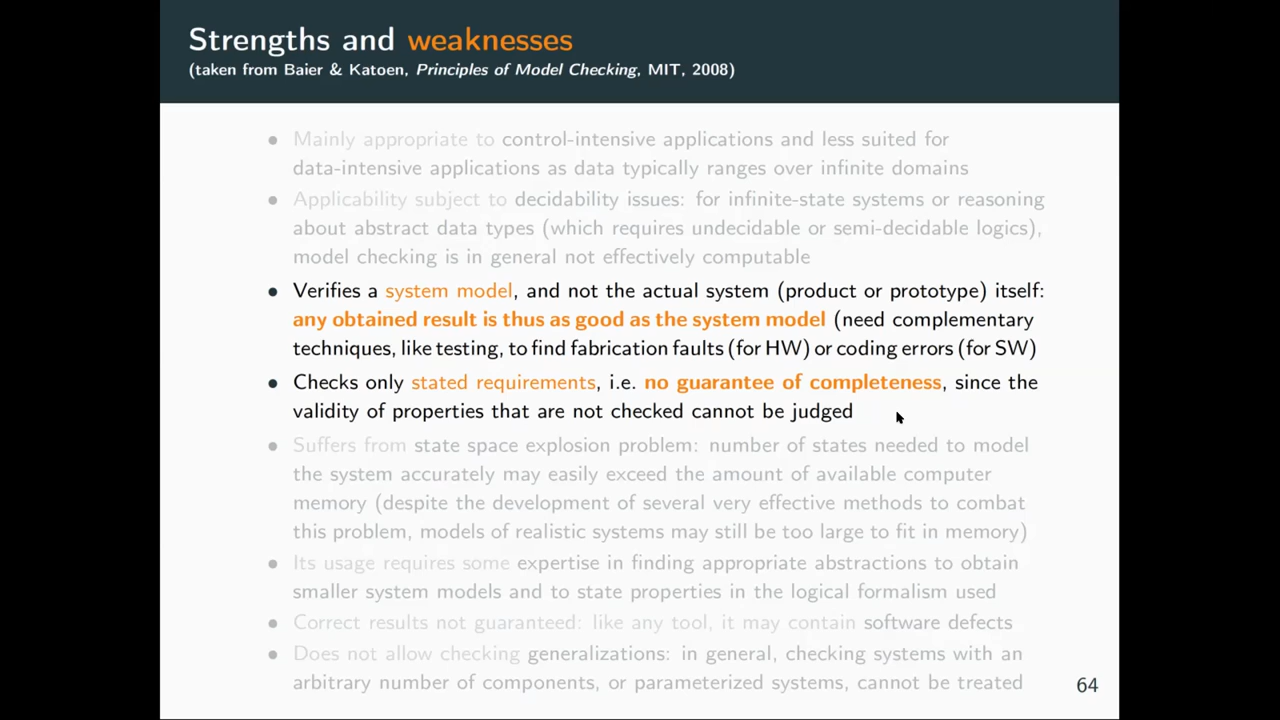 Strengths and weaknesses
(taken from Baier & Katoen, Principles of Model Checking, MIT, 2008)
• Mainly appropriate to control-intensive applications and less suited for
data-intensive applications as data typically ranges over infinite domains
• Applicability subject to decidability issues: for infinite-state systems or reasoning
about abstract data types (which requires undecidable or semi-decidable logics),
model checking is in general not effectively computable
• Verifies a system model, and not the actual system (product or prototype) itself:
any obtained result is thus as good as the system model (need complementary
techniques, like testing, to find fabrication faults (for HW) or coding errors (for SW)
• Checks only stated requirements, i.e. no guarantee of completeness, since the
validity of properties that are not checked cannot be judged
• Suffers from state space explosion problem: number of states needed to model
the system accurately may easily exceed the amount of available computer
memory (despite the development of several very effective methods to combat
this problem, models of realistic systems may still be too large to fit in memory)
• Its usage requires some expertise in finding appropriate abstractions to obtain
smaller system models and to state properties in the logical formalism used
• Correct results not guaranteed: like any tool, it may contain software defects
• Does not allow checking generalizations: in general, checking systems with an
arbitrary number of components, or parameterized systems, cannot be treated
64